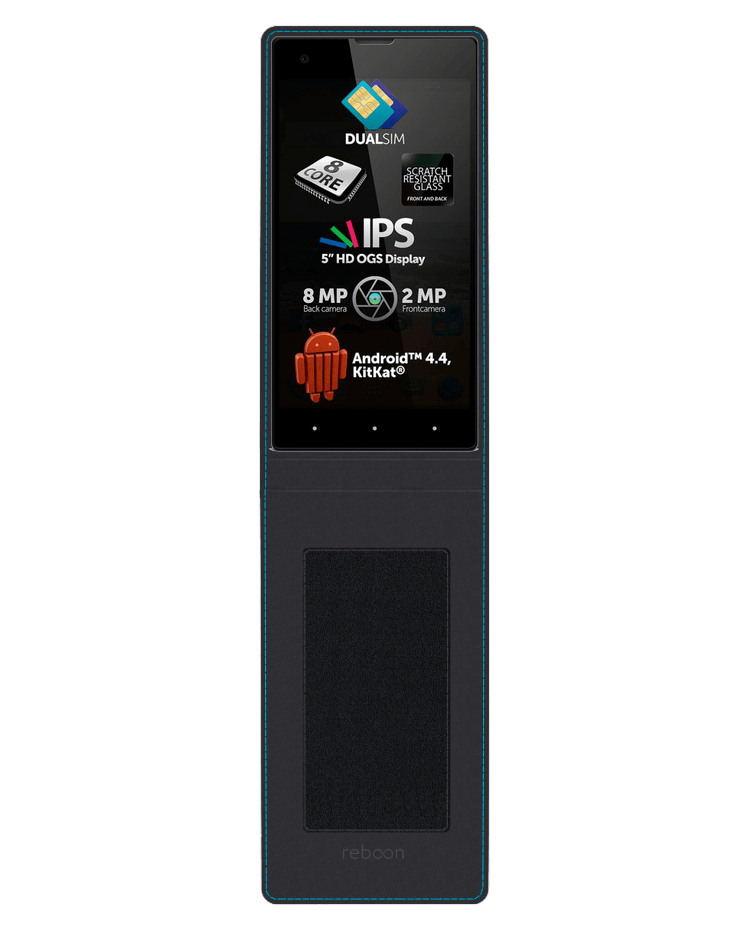 DUALSIM
8
CORE
SCRATCH
RESISTANT
GLASS
FRONT AND BACK
IPS
5" HD OGS Display
8 MP 2 MP
Back camera Frontcamera
Android™ 4.4,
KitKat®
reboon